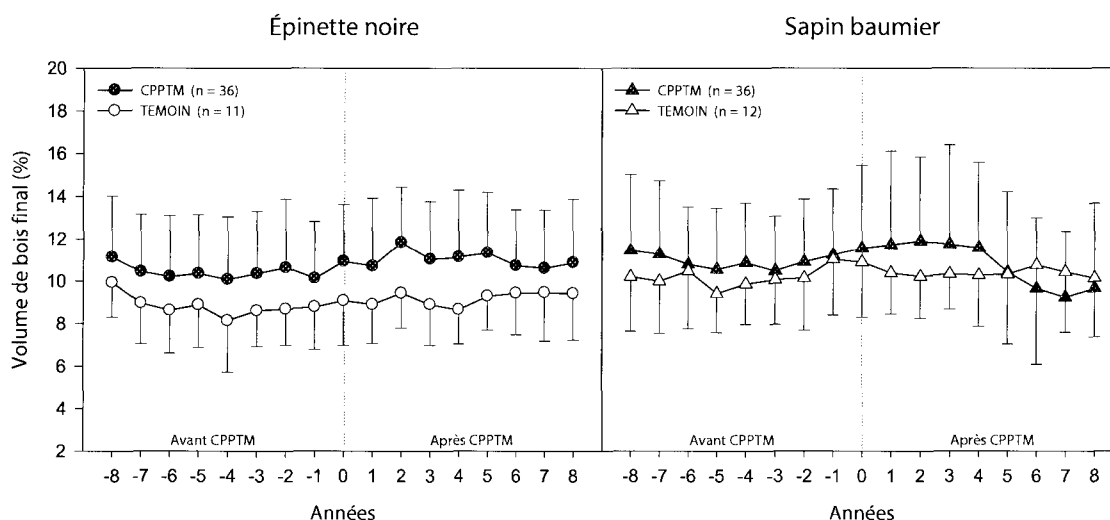 Épinette noire
Sapin baumier
Volume de bois final (%)
20
18
16
14
12
10
8
6
4
2
CPPTM (n = 36)
TEMOIN (n = 11)
CPPTM (n = 36)
TEMOIN (n = 12)
Avant CPPTM
Après CPPTM
Avant CPPTM
Après CPPTM
-8 -7 -6 -5 -4 -3 -2 -1 0 1 2 3 4 5 6 7 8
-8 -7 -6 -5 -4 -3 -2 -1 0 1 2 3 4 5 6 7 8
Années
Années